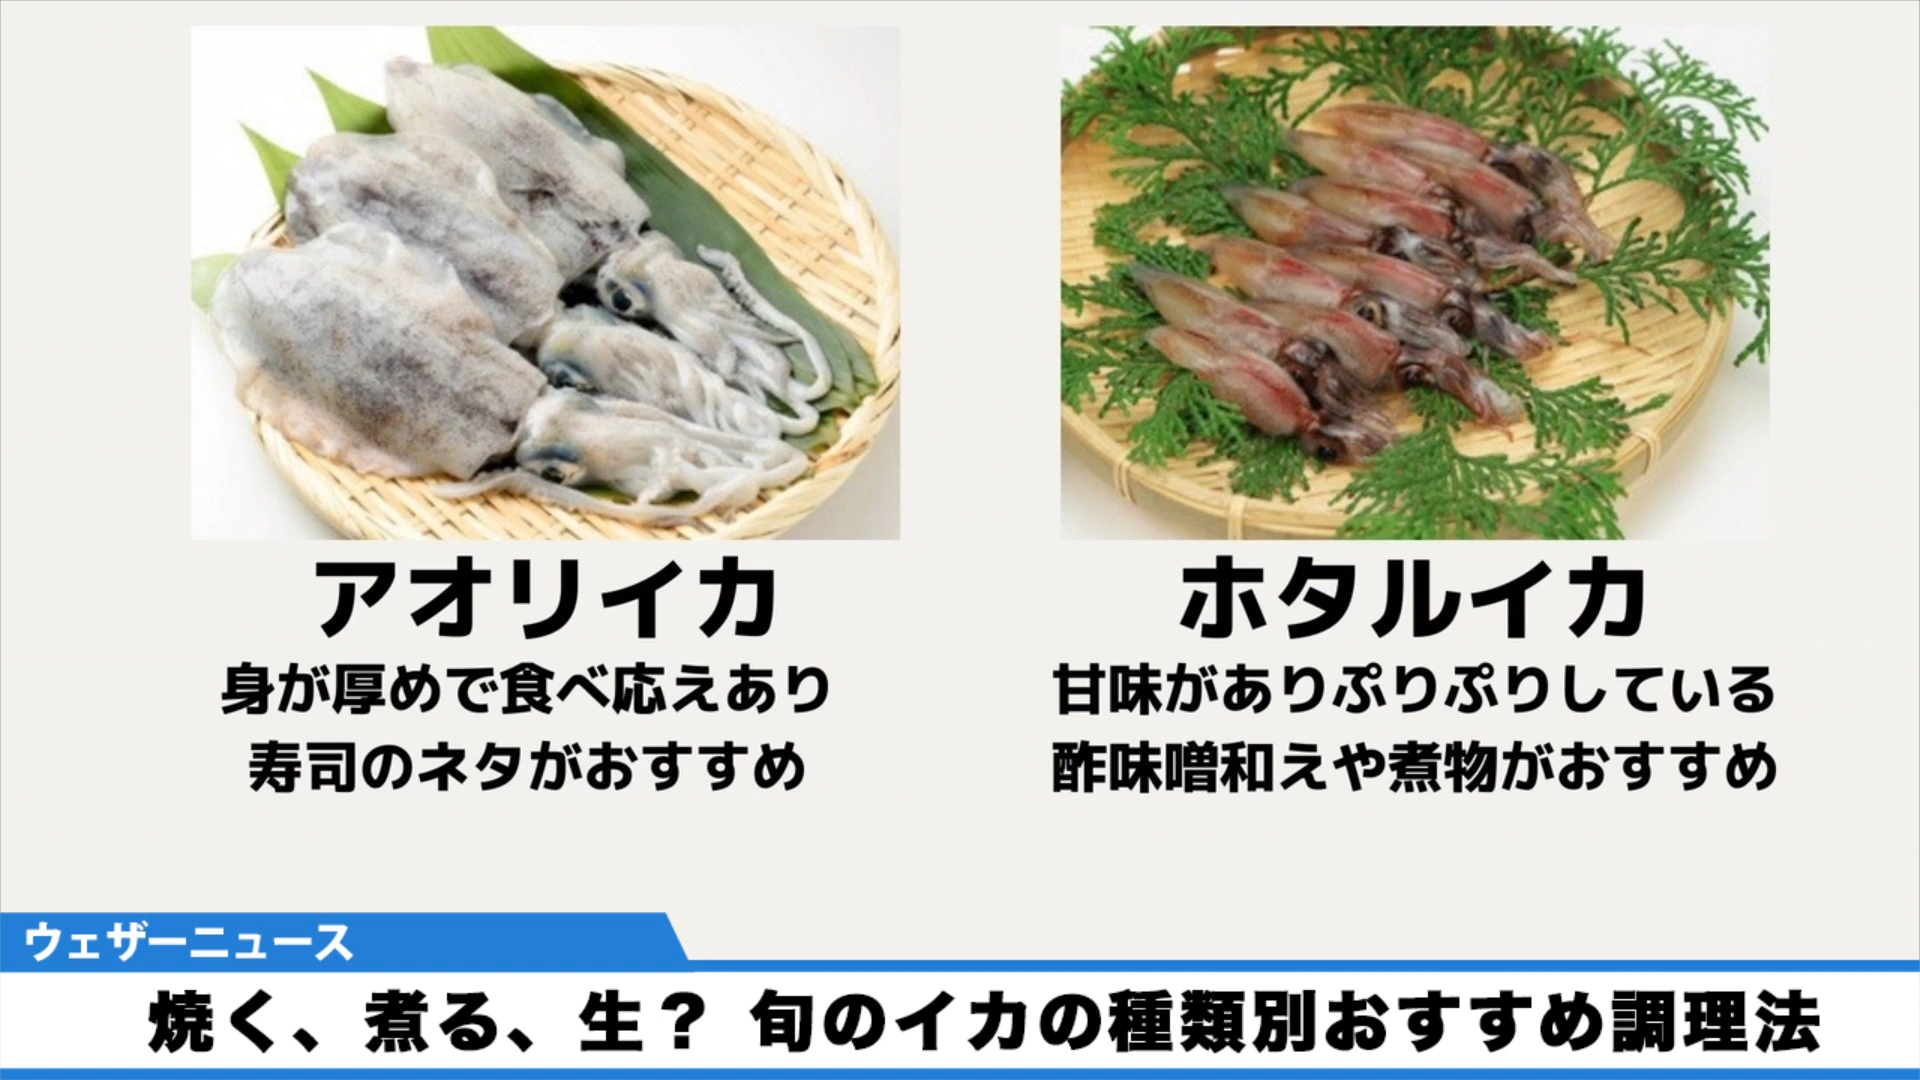 アオリイカ
身が厚めで食べ応えあり
寿司のネタがおすすめ
ホタルイカ
甘味がありぷりぷりしている
酢味噌和えや煮物がおすすめ
ウェザーニュース
焼く、煮る、生？ 旬のイカの種類別おすすめ調理法